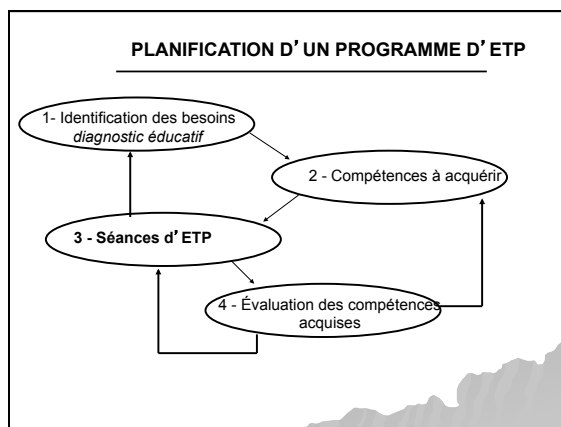 PLANIFICATION D'UN PROGRAMME D'ETP
1- Identification des besoins
diagnostic éducatif
2 - Compétences à acquérir
3 - Séances d'ETP
4 - Évaluation des compétences
acquises